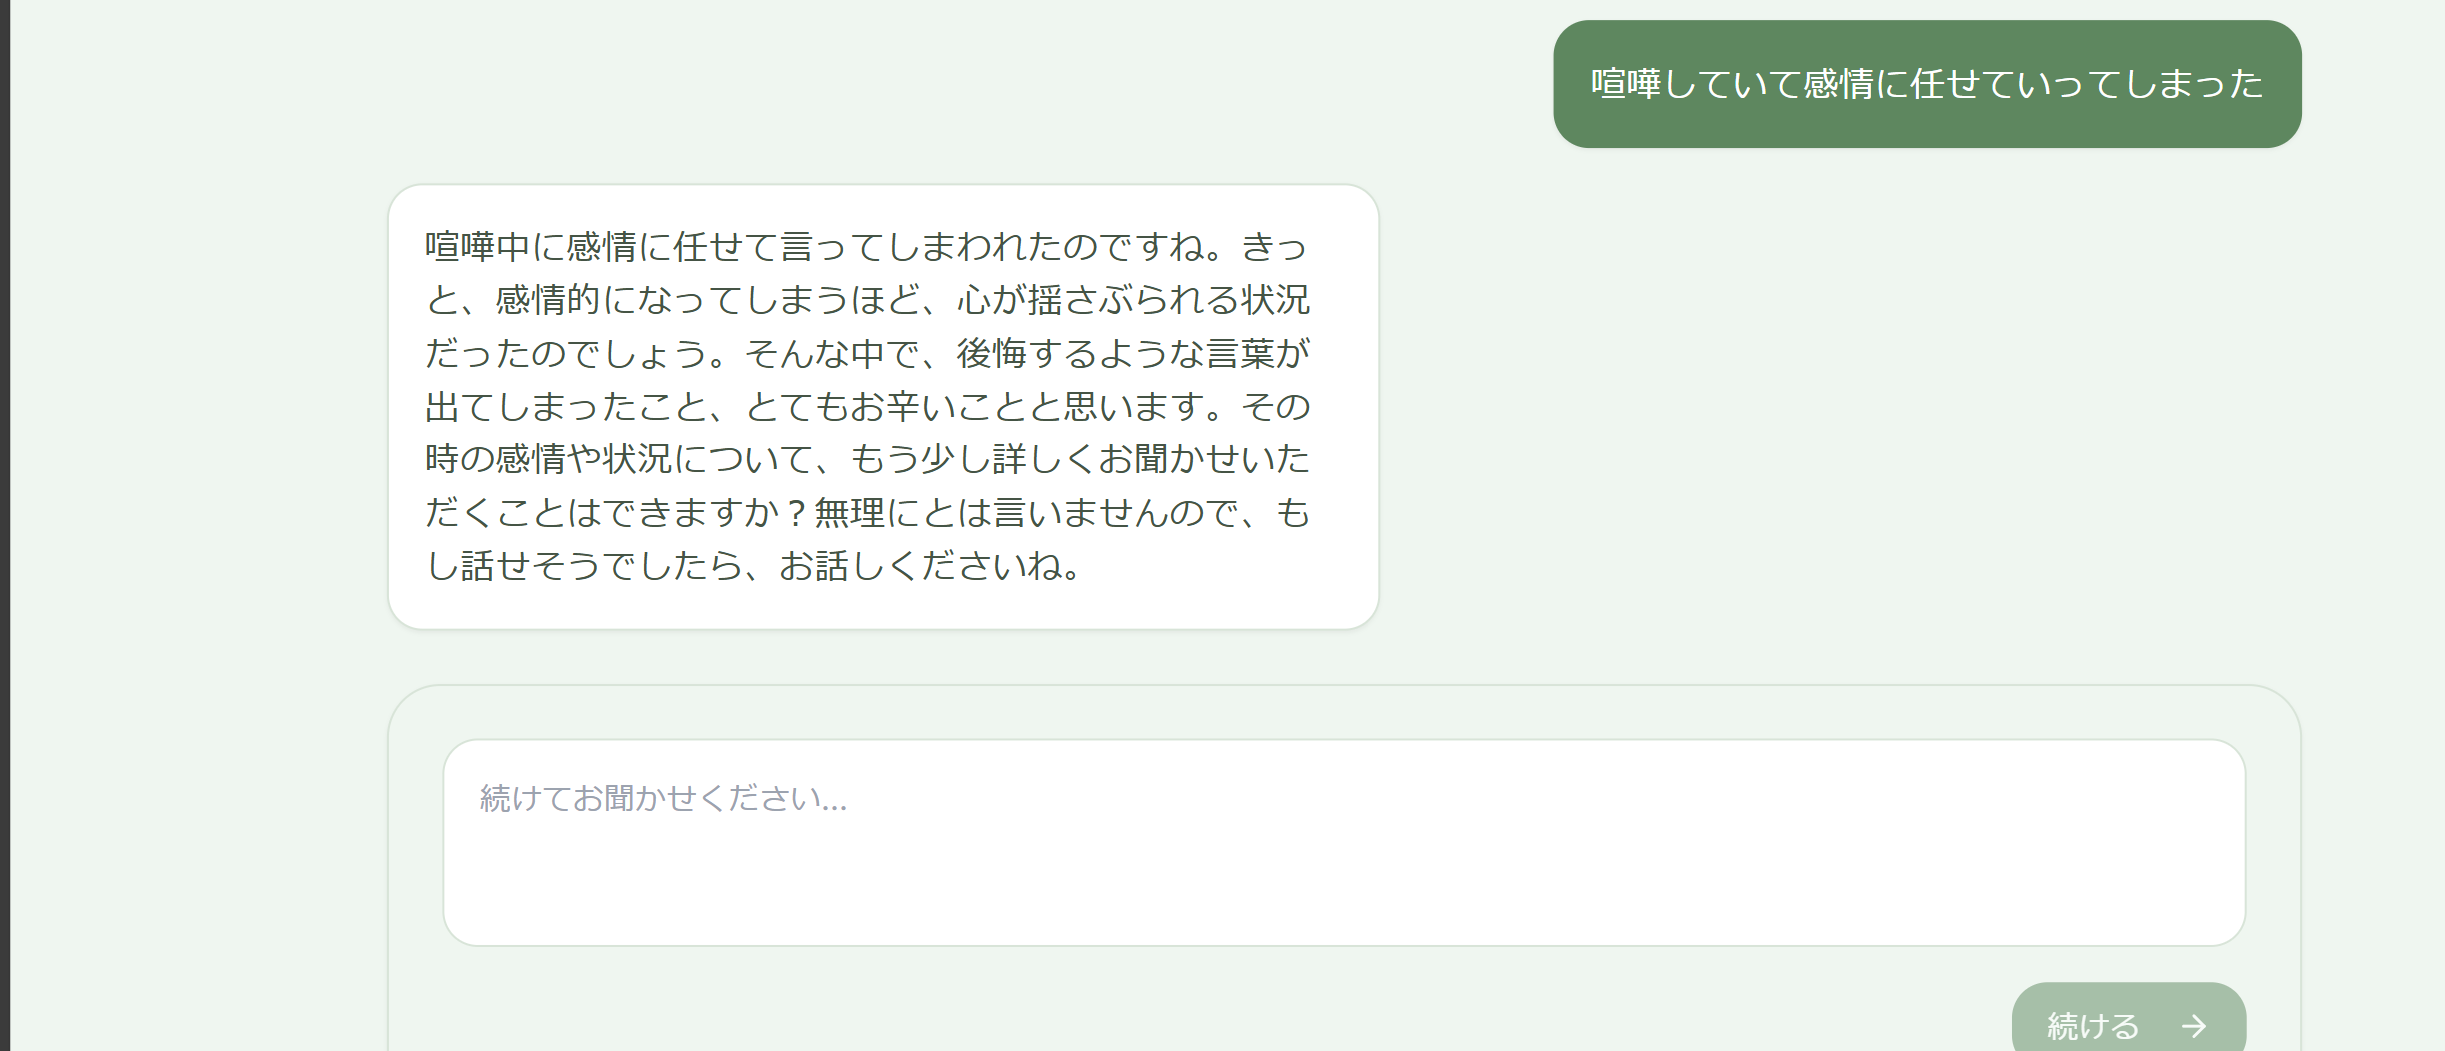 喧嘩していて感情に任せていってしまった
喧嘩中に感情に任せて言ってしまわれたのですね。きっ
と、感情的になってしまうほど、心が揺さぶられる状況
だったのでしょう。そんな中で、後悔するような言葉が
出てしまったこと、とてもお辛いことと思います。その
時の感情や状況について、もう少し詳しくお聞かせいた
だくことはできますか？無理にとは言いませんので、も
し話せそうでしたら、お話しくださいね。
続けてお聞かせください...
続ける →